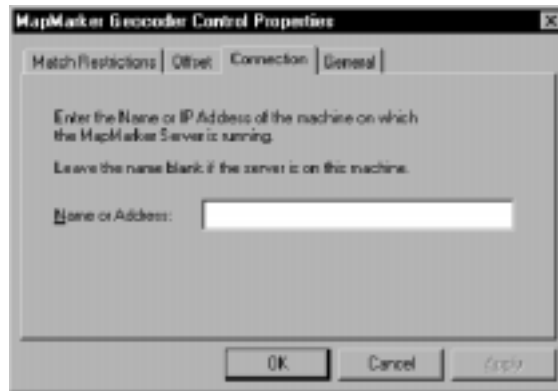 MapMarker Geocoder Control Properties
Match Restrictions
Offset
Connection
General
Enter the Name or IP Address of the machine on which
the MapMarker Server is running.
Leave the name blank if the server is on this machine.
Name or Address:
OK
Cancel
Apply